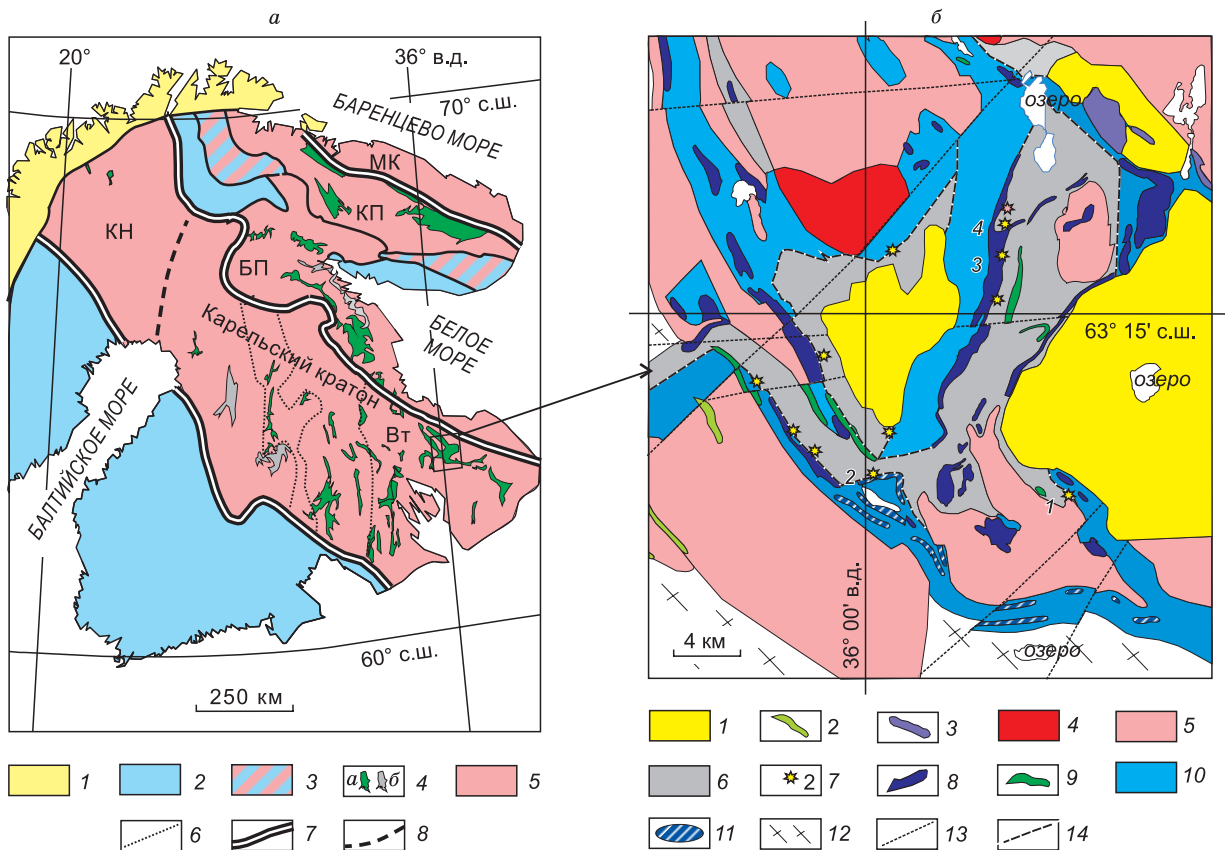 а
20°
36° в.д.
70° с.ш.
БАРЕНЦЕВО МОРЕ
МК
КП
КН
БП
Карельский кратон
БЕЛОЕ
МОРЕ
Вт
БАЛТИЙСКОЕ МОРЕ
60° с.ш.
250 км
1
2
3
а
б
4
5
6
7
8
б
озеро
4
3
63° 15' с.ш.
озеро
2
1
36° 00' в.д.
4 км
озеро
1
2
3
4
5
6
2
7
8
9
10
11
12
13
14